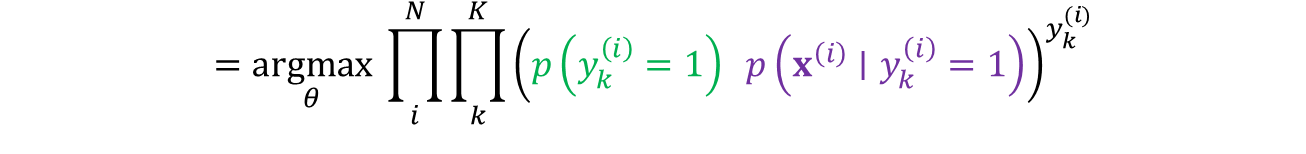 = argmax_θ ∏_i^N ∏_k^K (p(y_k^(i) = 1) p(𝐱^(i) | y_k^(i) = 1))^{y_k^(i)}